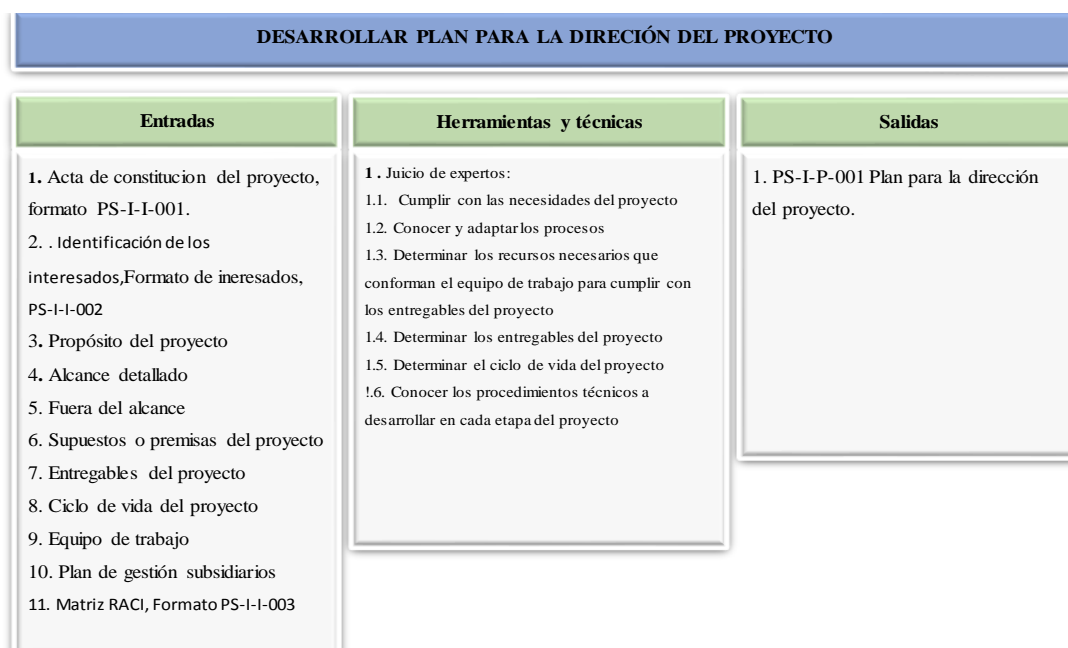 DESARROLLAR PLAN PARA LA DIRECIÓN DEL PROYECTO
Entradas
1. Acta de constitucion del proyecto,
formato PS-I-I-001.
2. . Identificación de los
interesados,Formato de ineresados,
PS-I-I-002
3. Propósito del proyecto
4. Alcance detallado
5. Fuera del alcance
6. Supuestos o premisas del proyecto
7. Entregables del proyecto
8. Ciclo de vida del proyecto
9. Equipo de trabajo
10. Plan de gestión subsidiarios
11. Matriz RACI, Formato PS-I-I-003
Herramientas y técnicas
1 . Juicio de expertos:
1.1. Cumplir con las necesidades del proyecto
1.2. Conocer y adaptar los procesos
1.3. Determinar los recursos necesarios que
conforman el equipo de trabajo para cumplir con
los entregables del proyecto
1.4. Determinar los entregables del proyecto
1.5. Determinar el ciclo de vida del proyecto
!.6. Conocer los procedimientos técnicos a
desarrollar en cada etapa del proyecto
Salidas
1. PS-I-P-001 Plan para la dirección
del proyecto.